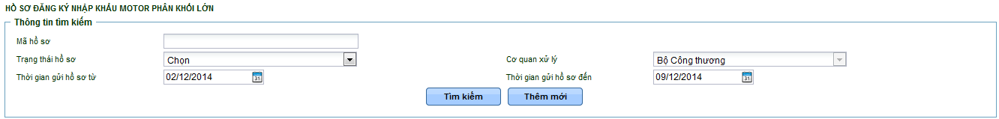 HỒ SƠ ĐĂNG KÝ NHẬP KHẨU MOTOR PHÂN KHỐI LỚN
Thông tin tìm kiếm
Mã hồ sơ
Trạng thái hồ sơ Chọn Cơ quan xử lý Bộ Công thương
Thời gian gửi hồ sơ từ 02/12/2014 31 Thời gian gửi hồ sơ đến 09/12/2014 31
Tìm kiếm Thêm mới